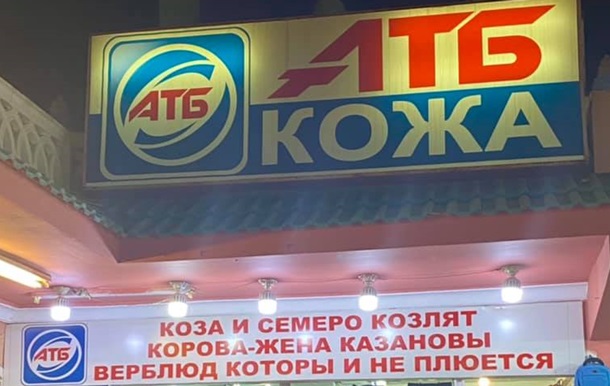 АТБ
АТБ
КОЖА
АТБ
КОЗА И СЕМЕРО КОЗЛЯТ
КОРОВА-ЖЕНА КАЗАНОВЫ
ВЕРБЛЮД КОТОРЫ И НЕ ПЛЮЕТСЯ